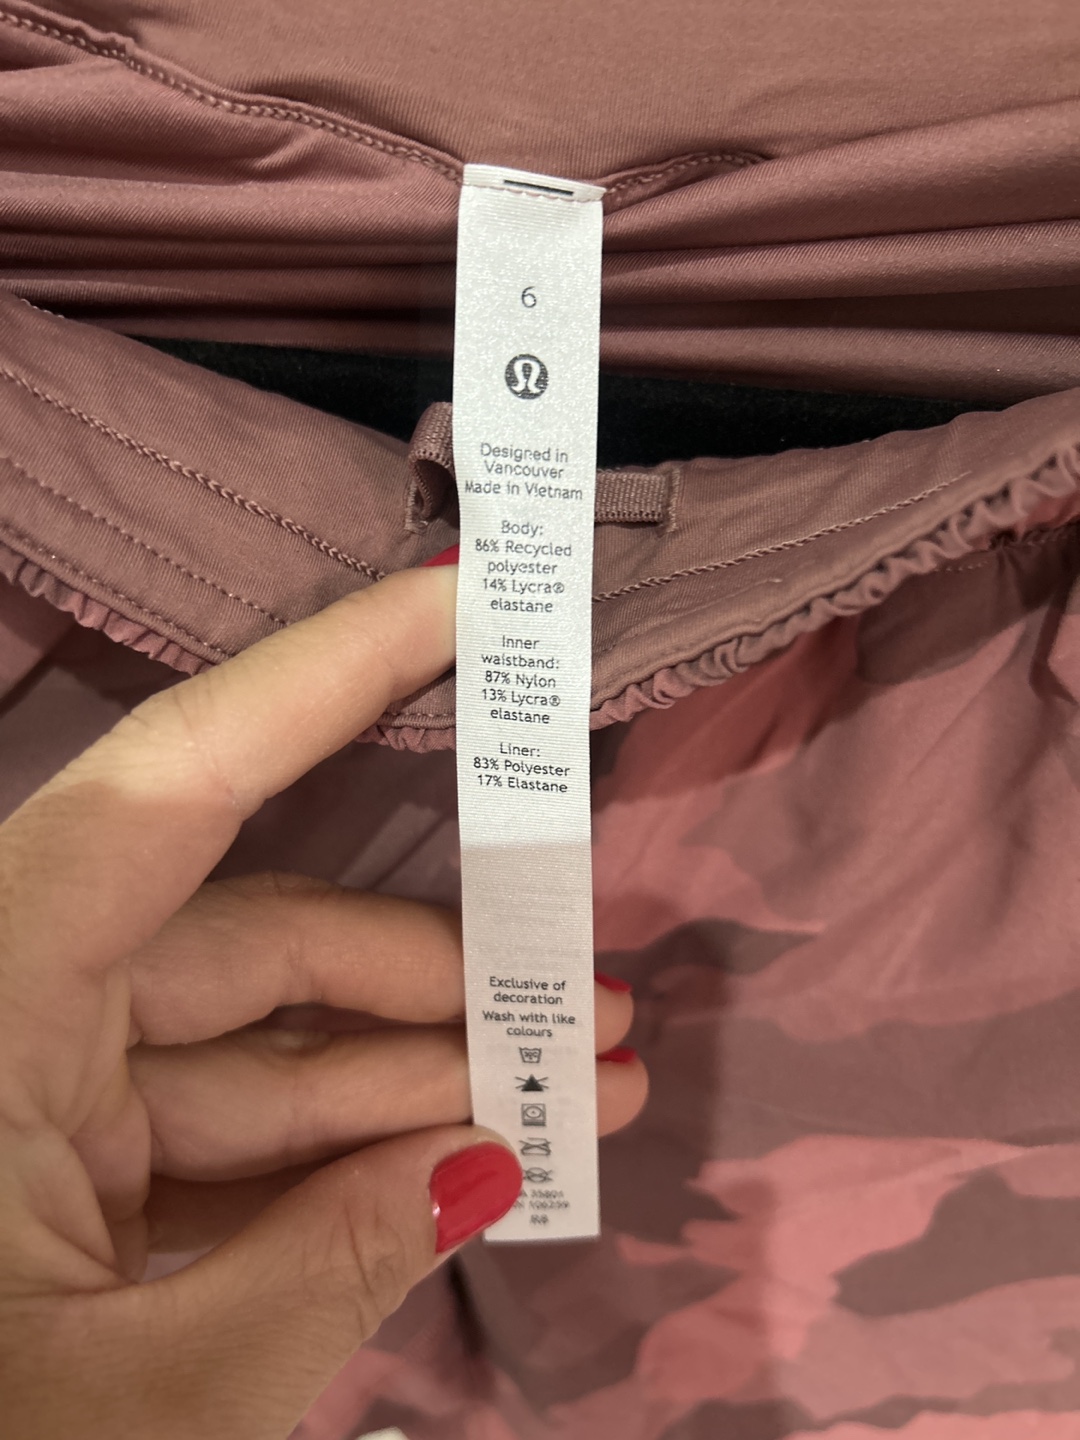 6
Designed in
Vancouver
Made in Vietnam
Body:
86% Recycled
polyester
14% Lycra®
elastane
Inner
waistband:
87% Nylon
13% Lycra®
elastane
Liner:
83% Polyester
17% Elastane
Exclusive of
decoration
Wash with like
colours